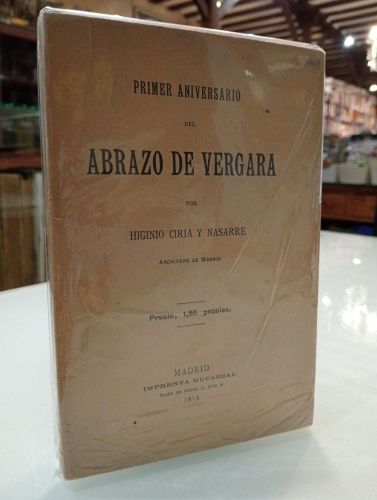 PRIMER ANIVERSARIO
DEL
ABRAZO DE VERGARA
POR
HIGINIO CIRIA Y NASARRE
ARCHIVERO DE MADRID
Precio, 1,50 pesetas.
MADRID
IMPRENTA DUCAZCAL
1913